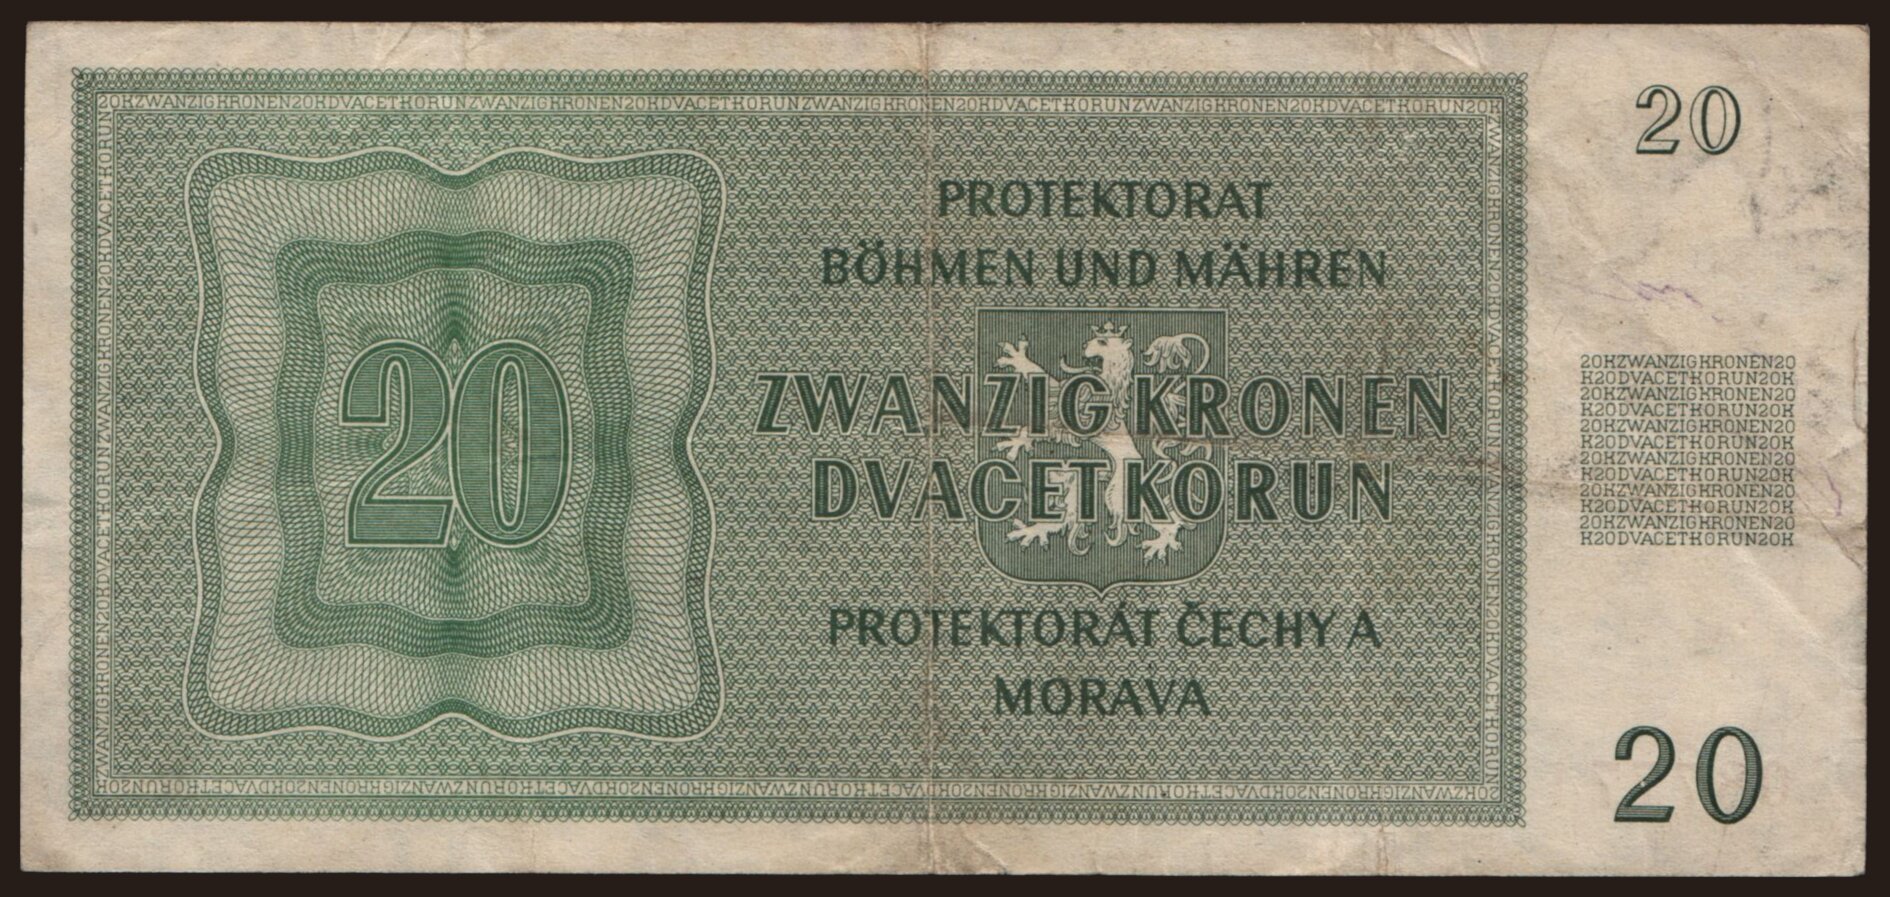 20KZWANZIGKRONEN20KDVACETKORUNZWANZIGKRONEN20KDVACETKORUNZWANZIGKRONEN20KDVACETKORUNZWANZIGKRONEN20KDVACETKORUN20K
20
PROTEKTORAT
BÖHMEN UND MÄHREN
20
ZWANZIG KRONEN
DVACET KORUN
PROTEKTORÁT ČECHY A
MORAVA
20KZWANZIGKRONEN20
K20DVACETKORUN20K
20KZWANZIGKRONEN20
K20DVACETKORUN20K
20KZWANZIGKRONEN20
K20DVACETKORUN20K
20KZWANZIGKRONEN20
K20DVACETKORUN20K
20KZWANZIGKRONEN20
K20DVACETKORUN20K
20KZWANZIGKRONEN20
K20DVACETKORUN20K
20